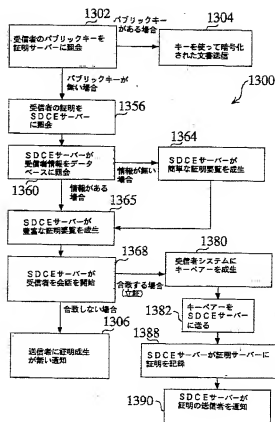 1302
受信者のパブリックキーを
証明サーバーに照会
パブリックキー
がある場合
1304
キーを使って暗号化
された文書送信
パブリックキーが
無い場合
1300
1356
受信者の証明を
SDCEサーバー
に照会
1364
SDCEサーバーが
受信者情報をデータ
ベースに照会
情報が無い
場合
SDCEサーバーが
簡単な証明要覧を生成
1360
情報がある
場合
1365
SDCEサーバーが
豊富な証明要覧を生成
1368
1380
SDCEサーバーが
受信者を会話を開始
合致する場合
(立証)
受信者システムに
キーペアーを生成
合致しない場合
1382
キーペアーを
SDCEサーバー
に送る
1306
1388
送信者に証明生成
が無い通知
SDCEサーバーが証明サーバーに
証明を記録
1390
SDCEサーバーが
証明の送信者を通知